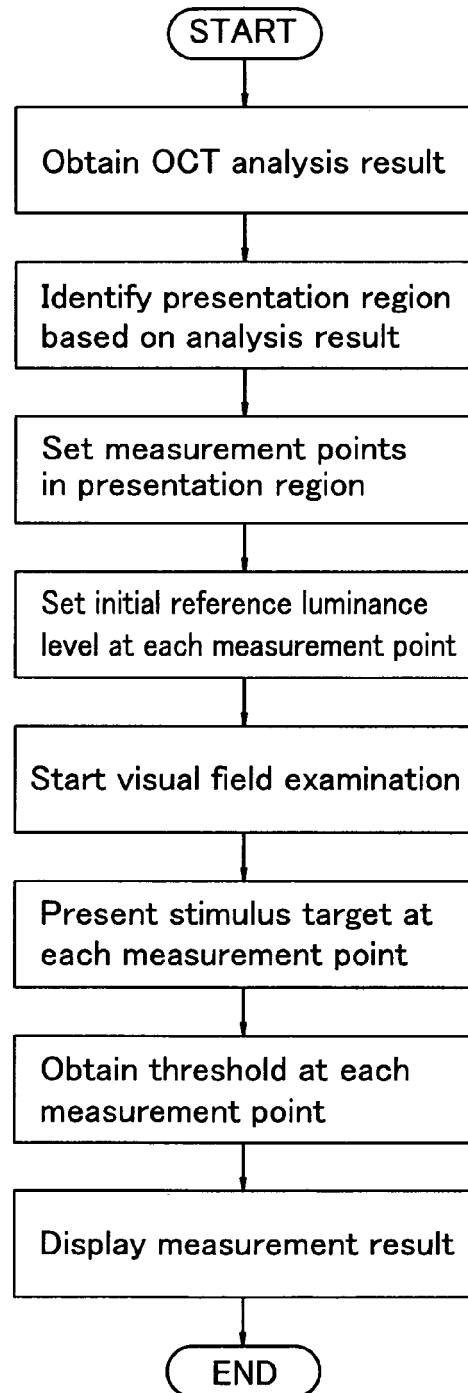 START
Obtain OCT analysis result
Identify presentation region
based on analysis result
Set measurement points
in presentation region
Set initial reference luminance
level at each measurement point
Start visual field examination
Present stimulus target at
each measurement point
Obtain threshold at each
measurement point
Display measurement result
END